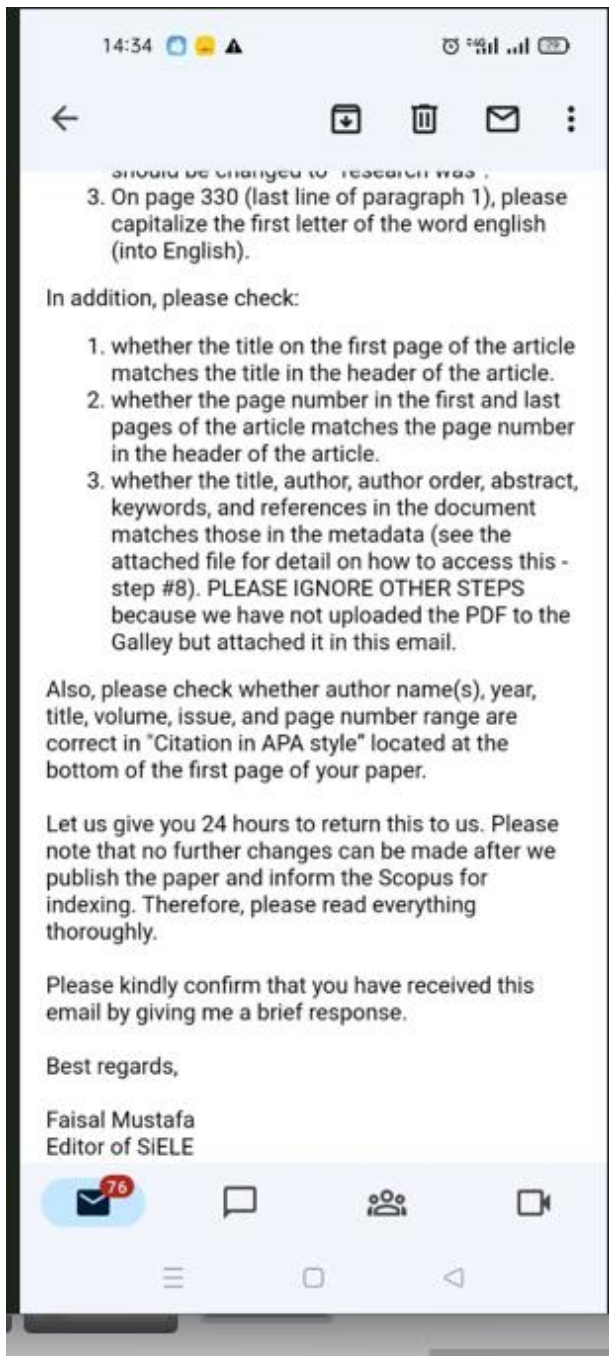 14:34
79
should be changed to "research was".
3. On page 330 (last line of paragraph 1), please
capitalize the first letter of the word english
(into English).
In addition, please check:
1. whether the title on the first page of the article
matches the title in the header of the article.
2. whether the page number in the first and last
pages of the article matches the page number
in the header of the article.
3. whether the title, author, author order, abstract,
keywords, and references in the document
matches those in the metadata (see the
attached file for detail on how to access this -
step #8). PLEASE IGNORE OTHER STEPS
because we have not uploaded the PDF to the
Galley but attached it in this email.
Also, please check whether author name(s), year,
title, volume, issue, and page number range are
correct in "Citation in APA style" located at the
bottom of the first page of your paper.
Let us give you 24 hours to return this to us. Please
note that no further changes can be made after we
publish the paper and inform the Scopus for
indexing. Therefore, please read everything
thoroughly.
Please kindly confirm that you have received this
email by giving me a brief response.
Best regards,
Faisal Mustafa
Editor of SiELE
76